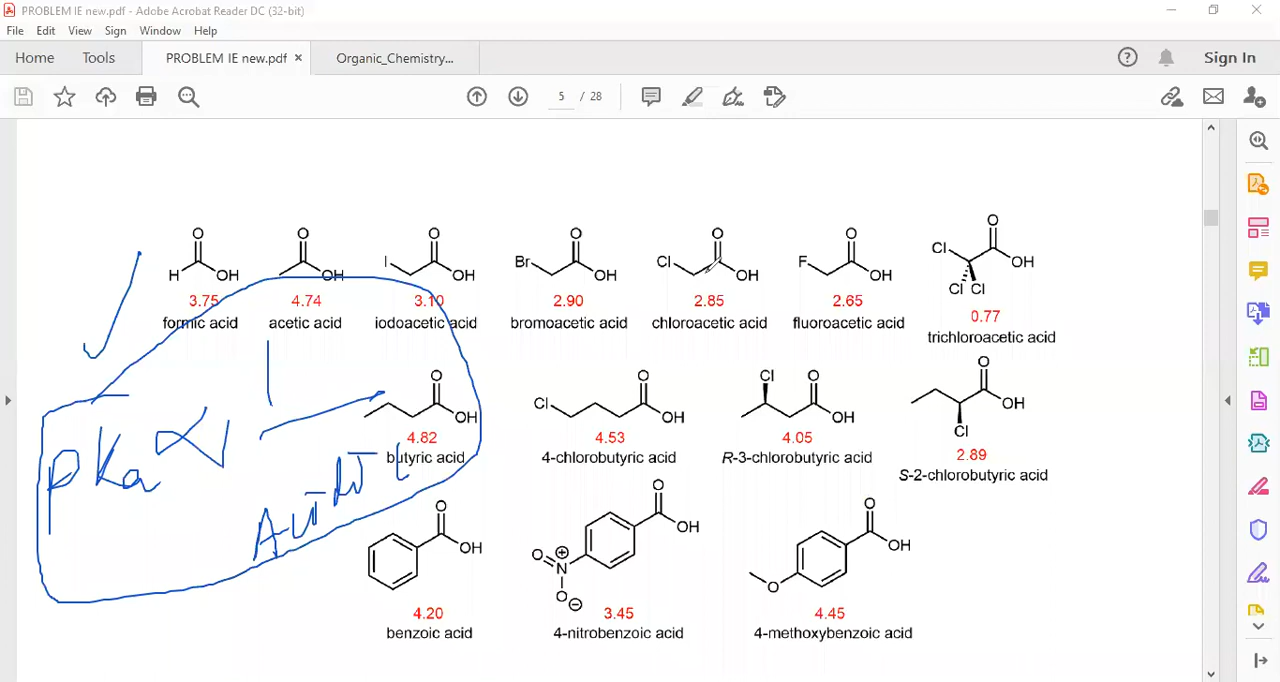 PROBLEM IE new.pdf - Adobe Acrobat Reader DC (32-bit)
File Edit View Sign Window Help
Home Tools PROBLEM IE new.pdf × Organic_Chemistry... Sign In
5 / 28
O O O O O O O
H OH OH I OH Br OH Cl OH F OH Cl OH
Cl Cl
3.75 4.74 3.10 2.90 2.85 2.65 0.77
formic acid acetic acid iodoacetic acid bromoacetic acid chloroacetic acid fluoroacetic acid trichloroacetic acid
O O Cl O O
OH Cl OH OH OH
Cl
4.82 4.53 4.05 2.89
butyric acid 4-chlorobutyric acid R-3-chlorobutyric acid S-2-chlorobutyric acid
pKa ∝ 1
O O O
OH O N OH OH
O O
4.20 3.45 4.45
benzoic acid 4-nitrobenzoic acid 4-methoxybenzoic acid